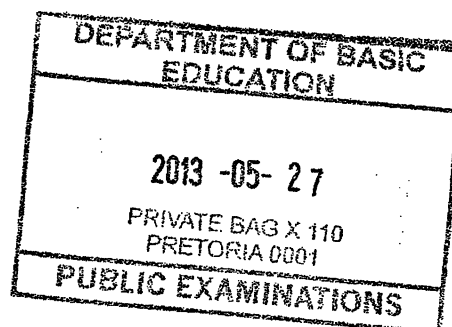 DEPARTMENT OF BASIC
EDUCATION
2013 -05- 27
PRIVATE BAG X 110
PRETORIA 0001
PUBLIC EXAMINATIONS